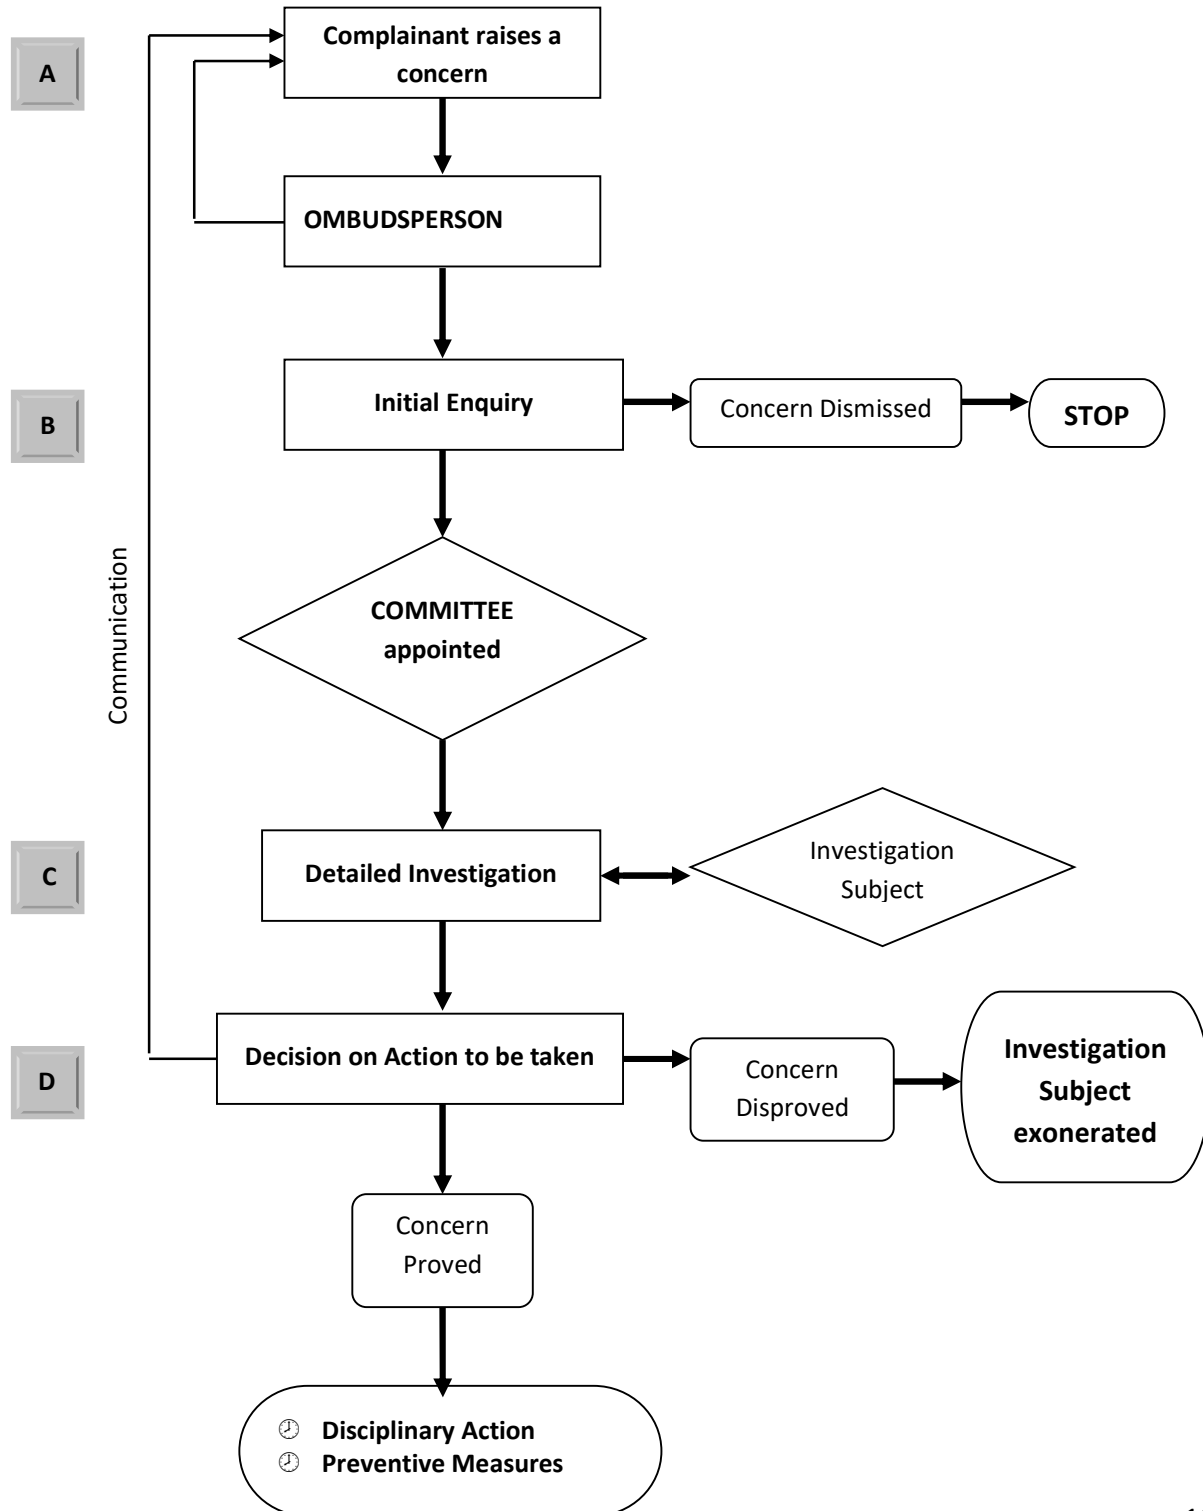 A
Complainant raises a
concern
OMBUDSPERSON
B
Initial Enquiry
Concern Dismissed
STOP
Communication
COMMITTEE
appointed
C
Detailed Investigation
Investigation
Subject
D
Decision on Action to be taken
Concern
Disproved
Investigation
Subject
exonerated
Concern
Proved
Disciplinary Action
Preventive Measures